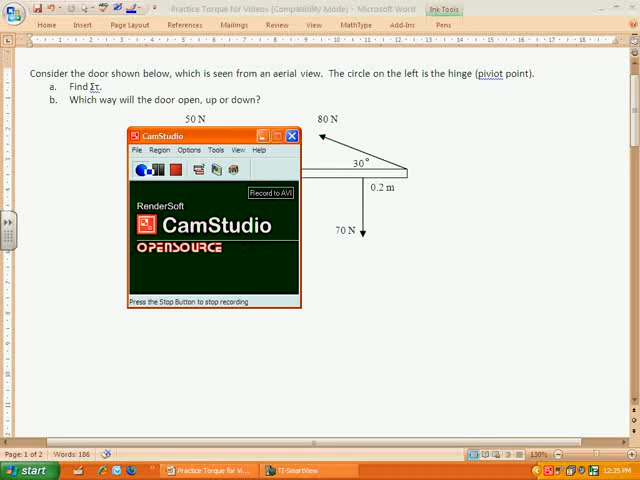 Practice Torque for Videos [Compatibility Mode] - Microsoft Word
Ink Tools
Home Insert Page Layout References Mailings Review View MathType Add-Ins Pens
Consider the door shown below, which is seen from an aerial view. The circle on the left is the hinge (piviot point).
a. Find Στ.
b. Which way will the door open, up or down?
50 N
80 N
30°
0.2 m
70 N
CamStudio
File Region Options Tools View Help
Record to AVI
RenderSoft
CamStudio
OPENSOURCE
Press the Stop Button to stop recording
Page: 1 of 2 Words: 186
130%
start
Practice Torque for Vi...
TI-SmartView
12:25 PM